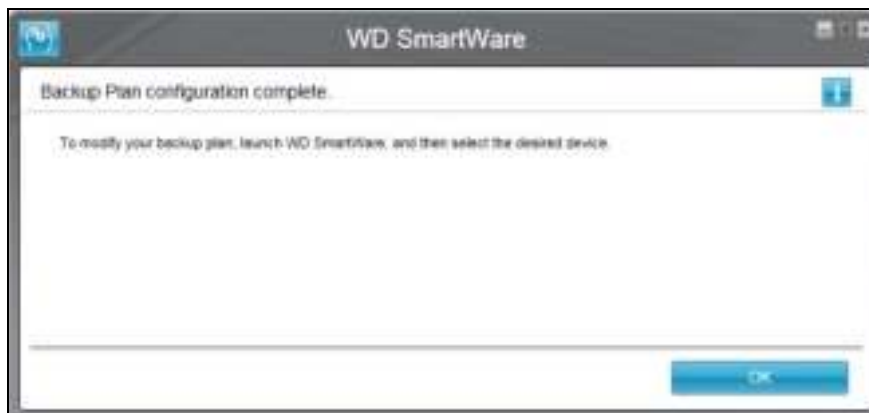 WD SmartWare
Backup Plan configuration complete.
To modify your backup plan, launch WD SmartWare, and then select the desired device.
OK